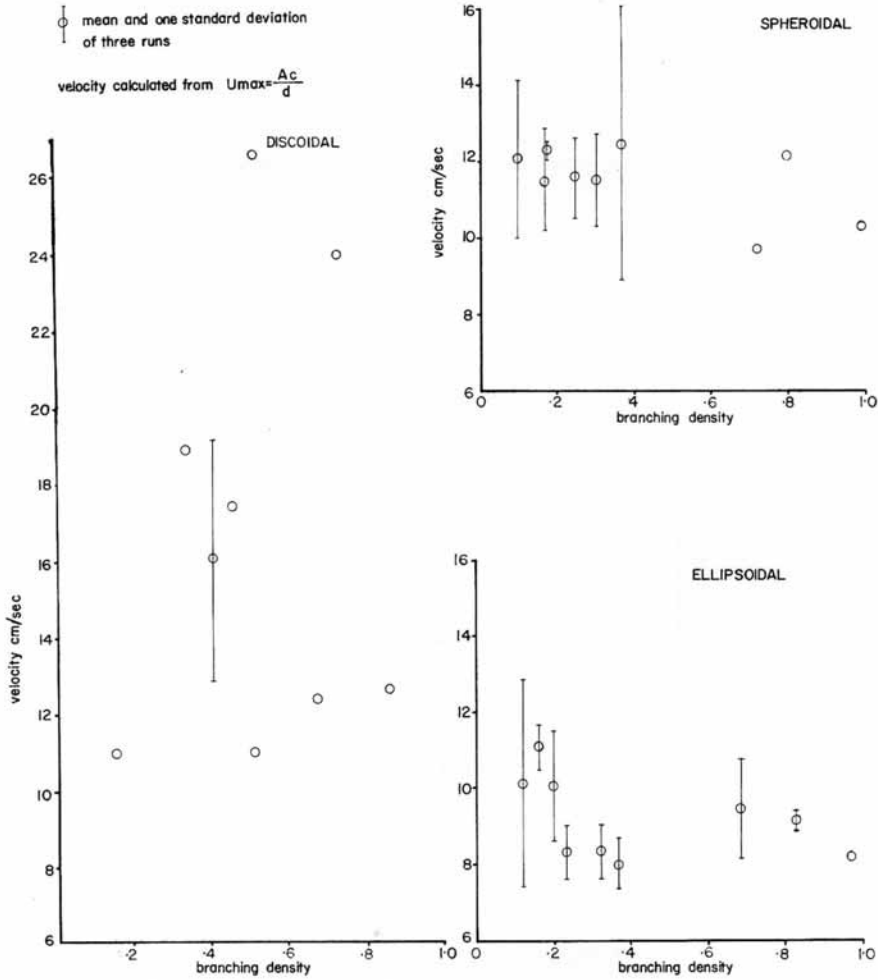 mean and one standard deviation
of three runs
velocity calculated from Umax=Ac/d
DISCOIDAL
26
24
22
20
18
16
14
12
10
8
6
velocity cm/sec
.2 .4 .6 .8 1.0
branching density
SPHEROIDAL
16
14
12
10
8
6
velocity cm/sec
0 .2 .4 .6 .8 1.0
branching density
ELLIPSOIDAL
16
14
12
10
8
6
velocity cm/sec
0 .2 .4 .6 .8 1.0
branching density